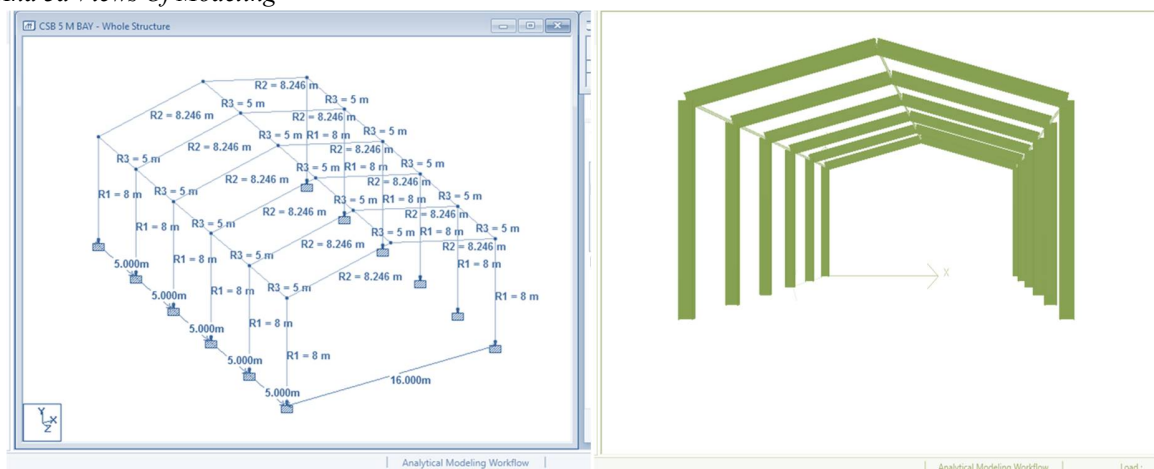 And 3d Views Of Modeling
CSB 5 M BAY - Whole Structure
R2 = 8.246 m
R3 = 5 m
R2 = 8.246 m
R2 = 8.246 m
R3 = 5 m
R3 = 5 m
R2 = 8.246 m
R3 = 5 m
R1 = 8 m
R3 = 5 m
R2 = 8.246 m
R2 = 8.246 m
R3 = 5 m
R3 = 5 m
R1 = 8 m
R3 = 5 m
R2 = 8.246 m
R2 = 8.246 m
R1 = 8 m
R3 = 5 m
R3 = 5 m
R1 = 8 m
R2 = 8.246 m
R2 = 8.246 m
R3 = 5 m
R3 = 5 m
R3 = 5 m
R1 = 8 m
R1 = 8 m
R2 = 8.246 m
R2 = 8.246 m
R3 = 5 m
R1 = 8 m
R1 = 8 m
5.000m
R2 = 8.246 m
R3 = 5 m
R1 = 8 m
R1 = 8 m
5.000m
R1 = 8 m
5.000m
R1 = 8 m
5.000m
16.000m
5.000m
Y
X
Z
Analytical Modeling Workflow
X
Analytical Modeling Workflow
Load :